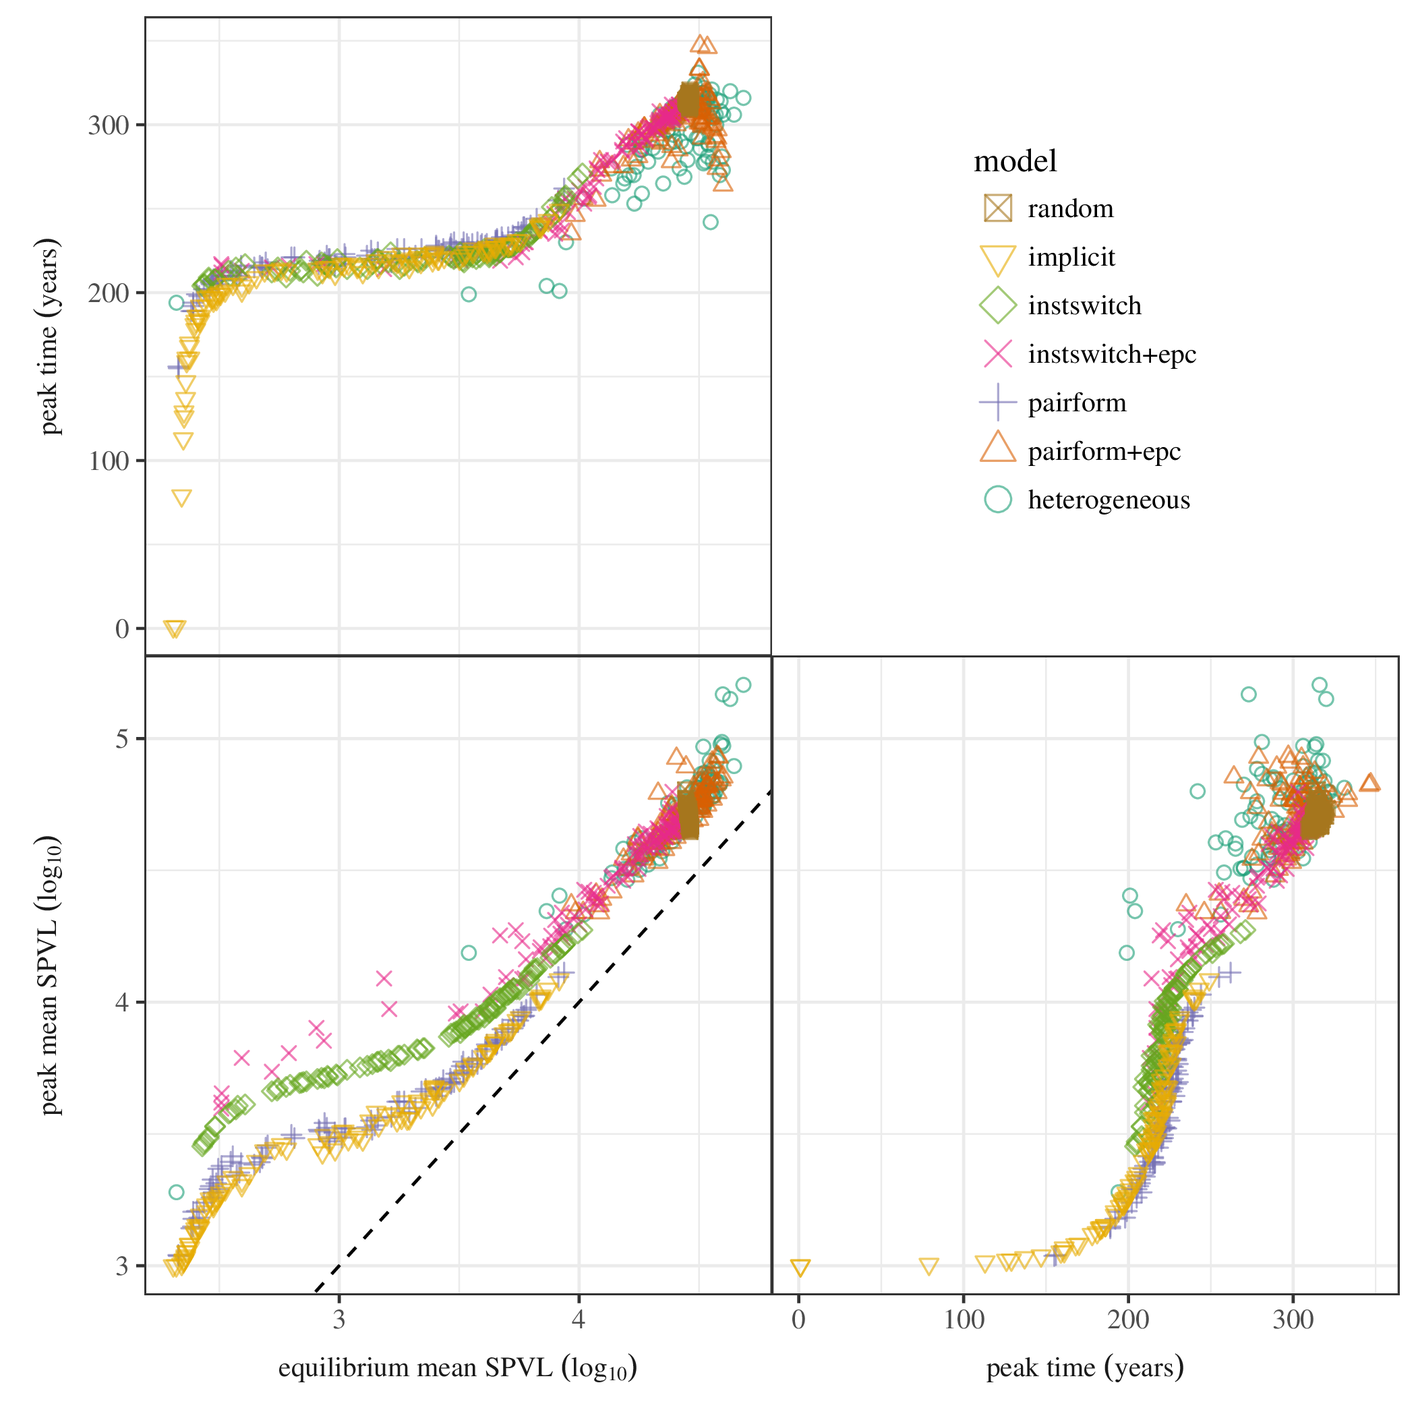 300
200
100
0
peak time (years)
model
random
implicit
instswitch
instswitch+epc
pairform
pairform+epc
heterogeneous
5
4
3
peak mean SPVL (log₁₀)
3
4
equilibrium mean SPVL (log₁₀)
0
100
200
300
peak time (years)